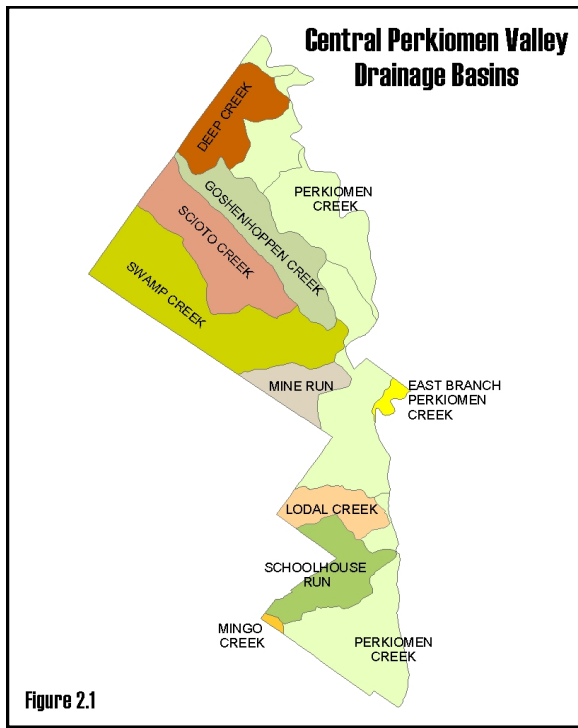 Central Perkiomen Valley
Drainage Basins
DEEP CREEK
PERKIOMEN
CREEK
GOSHENHOPPEN CREEK
SCIOTO CREEK
SWAMP CREEK
MINE RUN
EAST BRANCH
PERKIOMEN
CREEK
LODAL CREEK
SCHOOLHOUSE
RUN
MINGO
CREEK
PERKIOMEN
CREEK
Figure 2.1